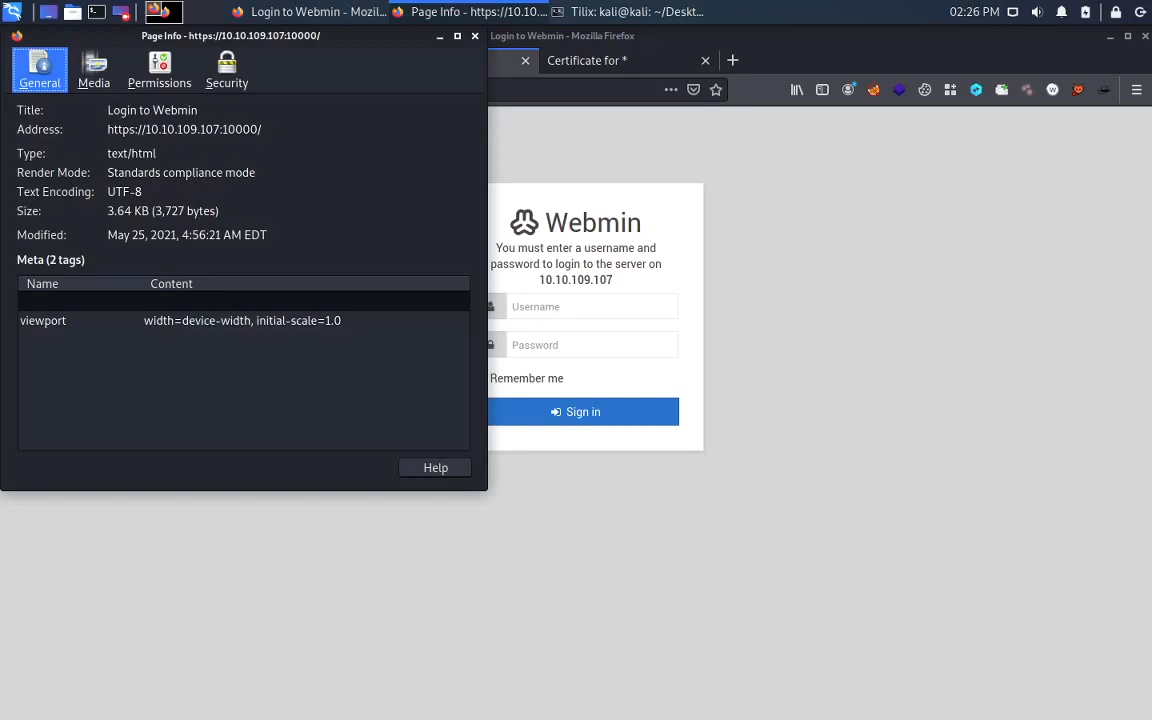 Login to Webmin - Mozil...
Page Info - https://10.10....
Tilix: kali@kali: ~/Deskt...
02:26 PM
Page Info - https://10.10.109.107:10000/
Login to Webmin - Mozilla Firefox
General
Media
Permissions
Security
Certificate for *
Title: Login to Webmin
Address: https://10.10.109.107:10000/
Type: text/html
Render Mode: Standards compliance mode
Text Encoding: UTF-8
Size: 3.64 KB (3,727 bytes)
Modified: May 25, 2021, 4:56:21 AM EDT
Meta (2 tags)
Name Content
viewport width=device-width, initial-scale=1.0
Help
Webmin
You must enter a username and
password to login to the server on
10.10.109.107
Username
Password
Remember me
Sign in